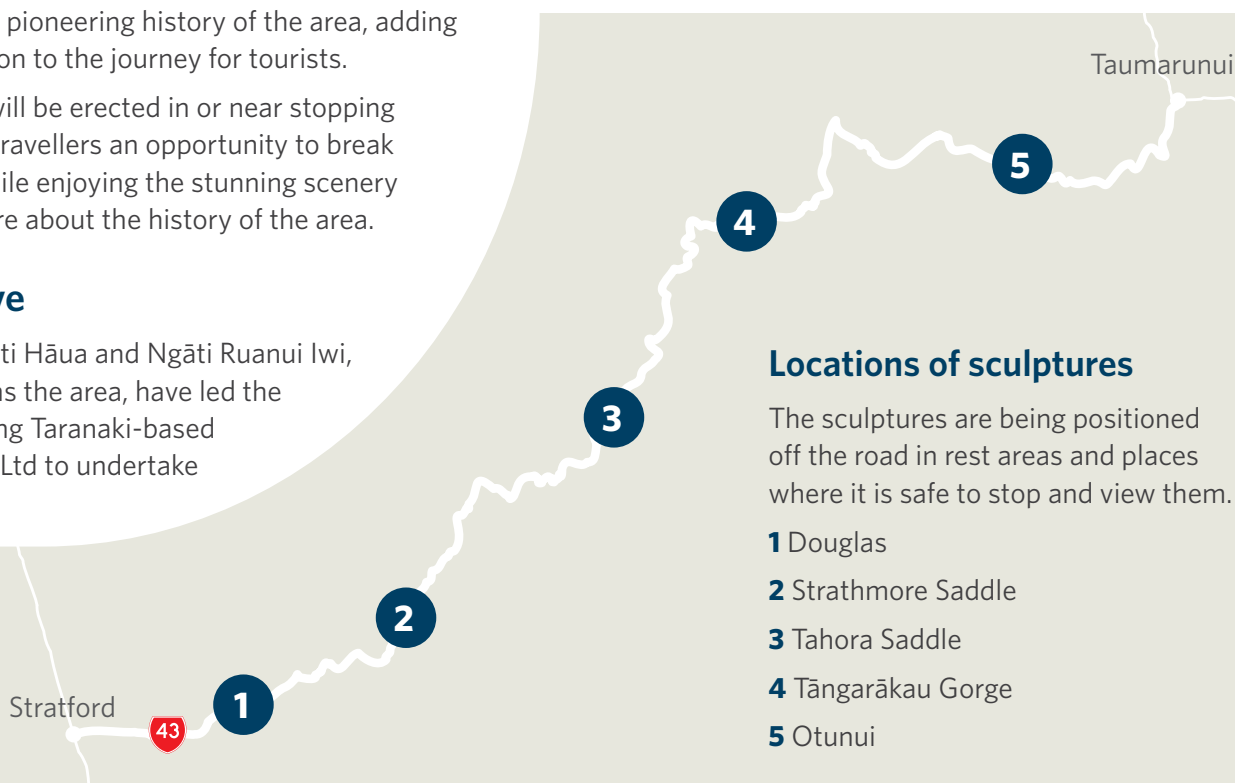 pioneering history of the area, adding
on to the journey for tourists.
will be erected in or near stopping
travellers an opportunity to break
ile enjoying the stunning scenery
re about the history of the area.
ve
ti Hāua and Ngāti Ruanui Iwi,
ns the area, have led the
ng Taranaki-based
Ltd to undertake
Taumarunui
5
4
3
2
1
Stratford
43
Locations of sculptures
The sculptures are being positioned
off the road in rest areas and places
where it is safe to stop and view them.
1 Douglas
2 Strathmore Saddle
3 Tahora Saddle
4 Tāngarākau Gorge
5 Otunui